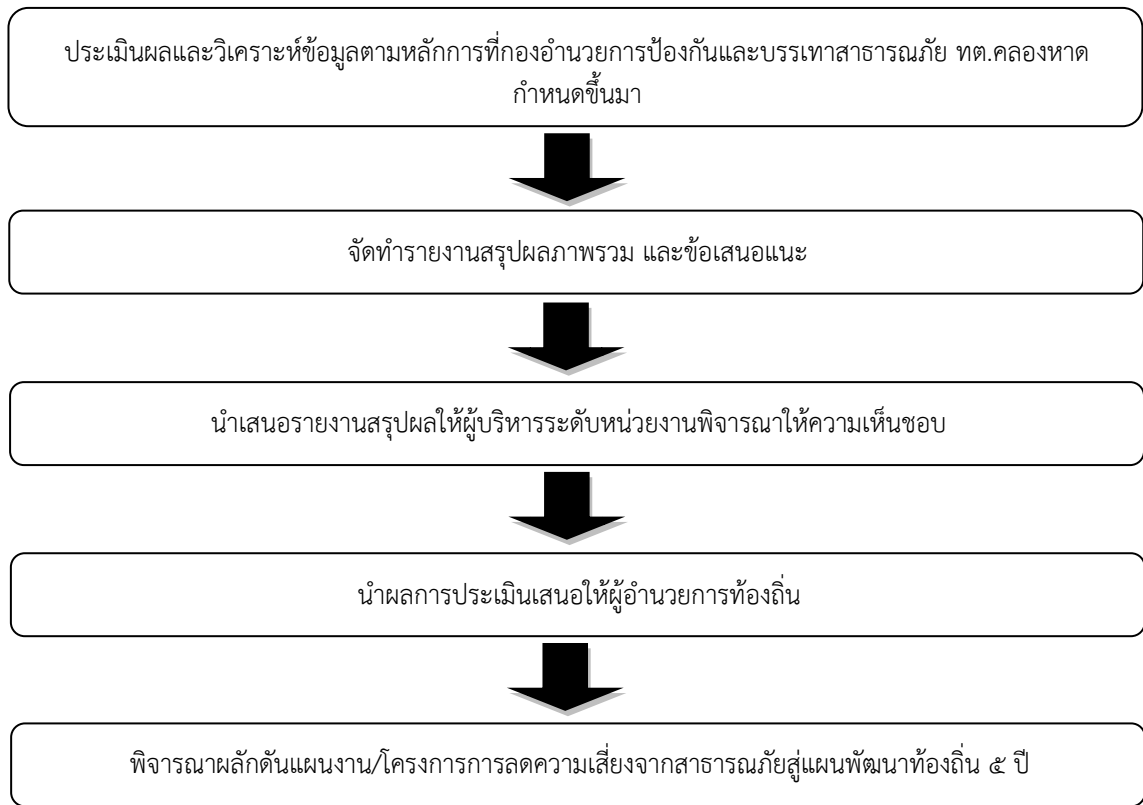 ประเมินผลและวิเคราะห์ข้อมูลตามหลักการที่กองอำนวยการป้องกันและบรรเทาสาธารณภัย ทต.คลองหาด
กำหนดขึ้นมา
จัดทำรายงานสรุปผลภาพรวม และข้อเสนอแนะ
นำเสนอรายงานสรุปผลให้ผู้บริหารระดับหน่วยงานพิจารณาให้ความเห็นชอบ
นำผลการประเมินเสนอให้ผู้อำนวยการท้องถิ่น
พิจารณาผลักดันแผนงาน/โครงการการลดความเสี่ยงจากสาธารณภัยสู่แผนพัฒนาท้องถิ่น ๕ ปี